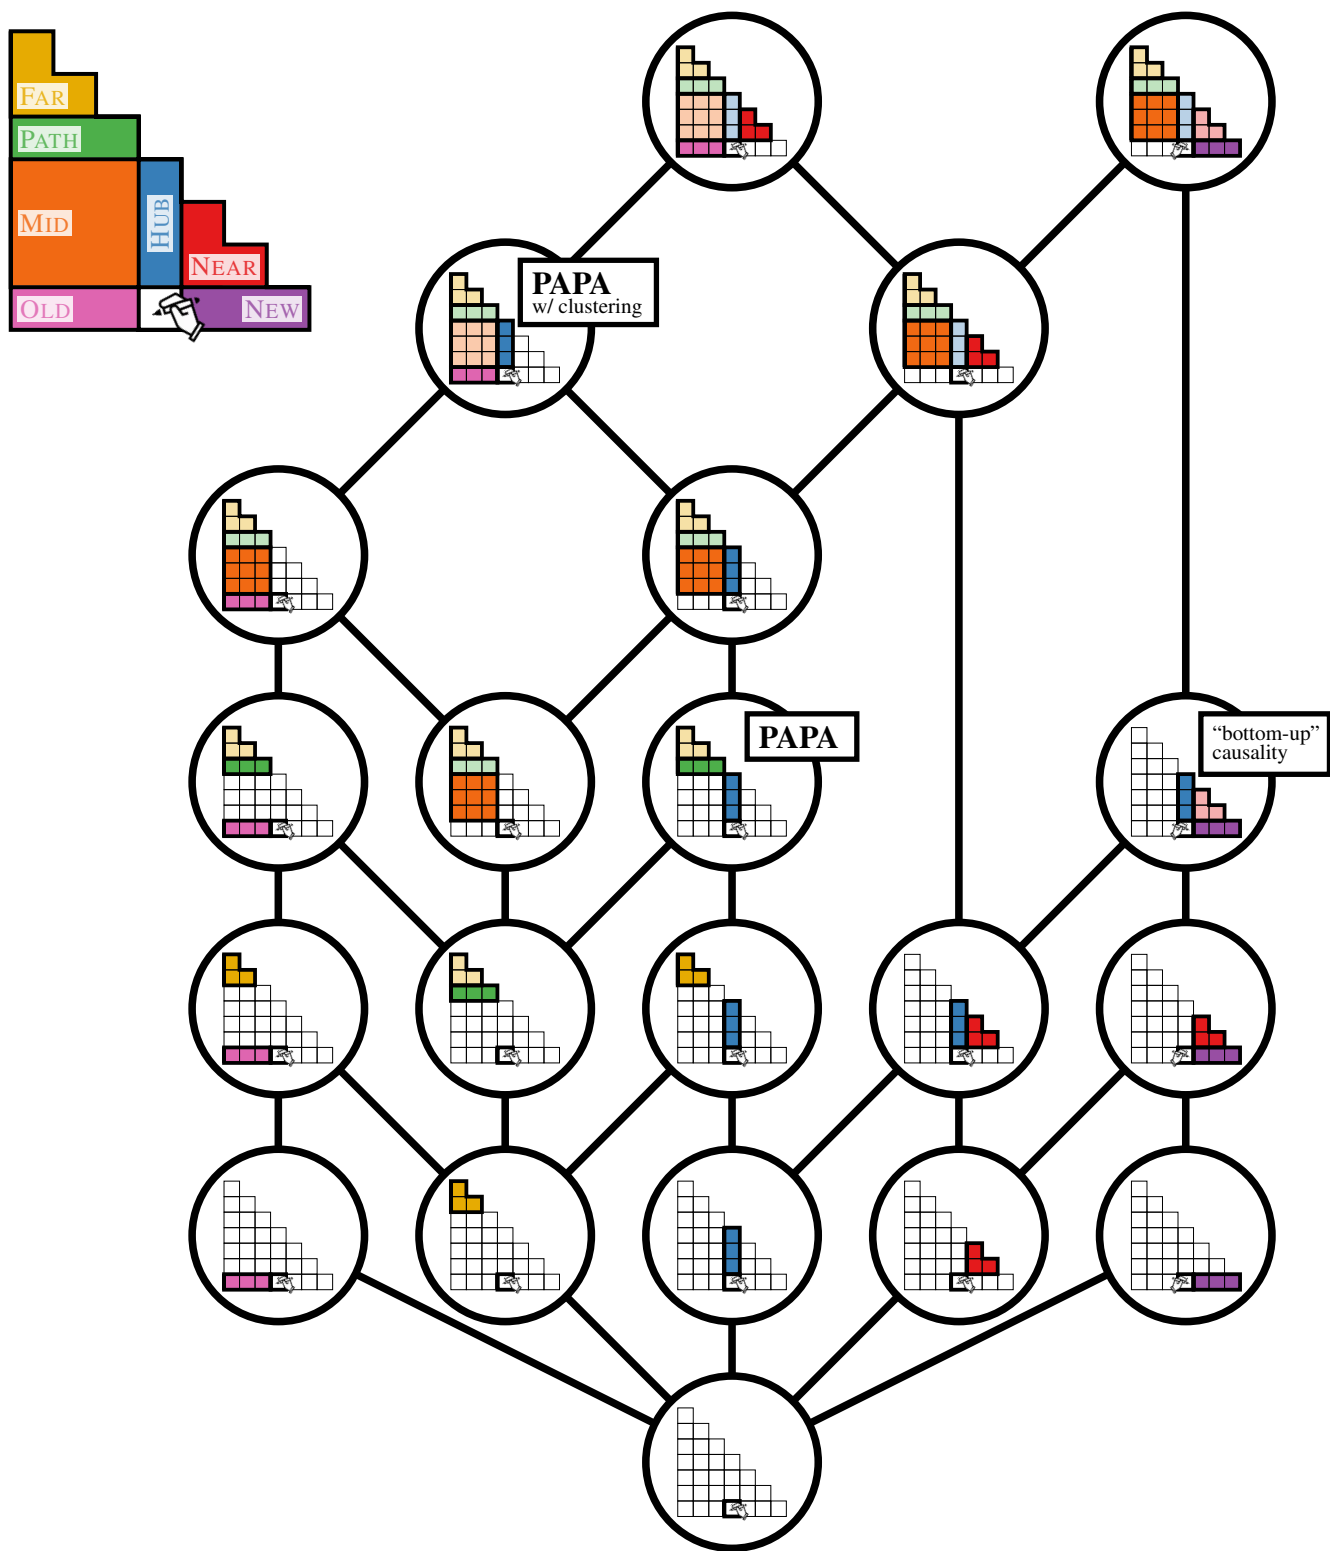 FAR
PATH
MID
HUB
NEAR
OLD
NEW
PAPA
w/ clustering
PAPA
“bottom-up”
causality